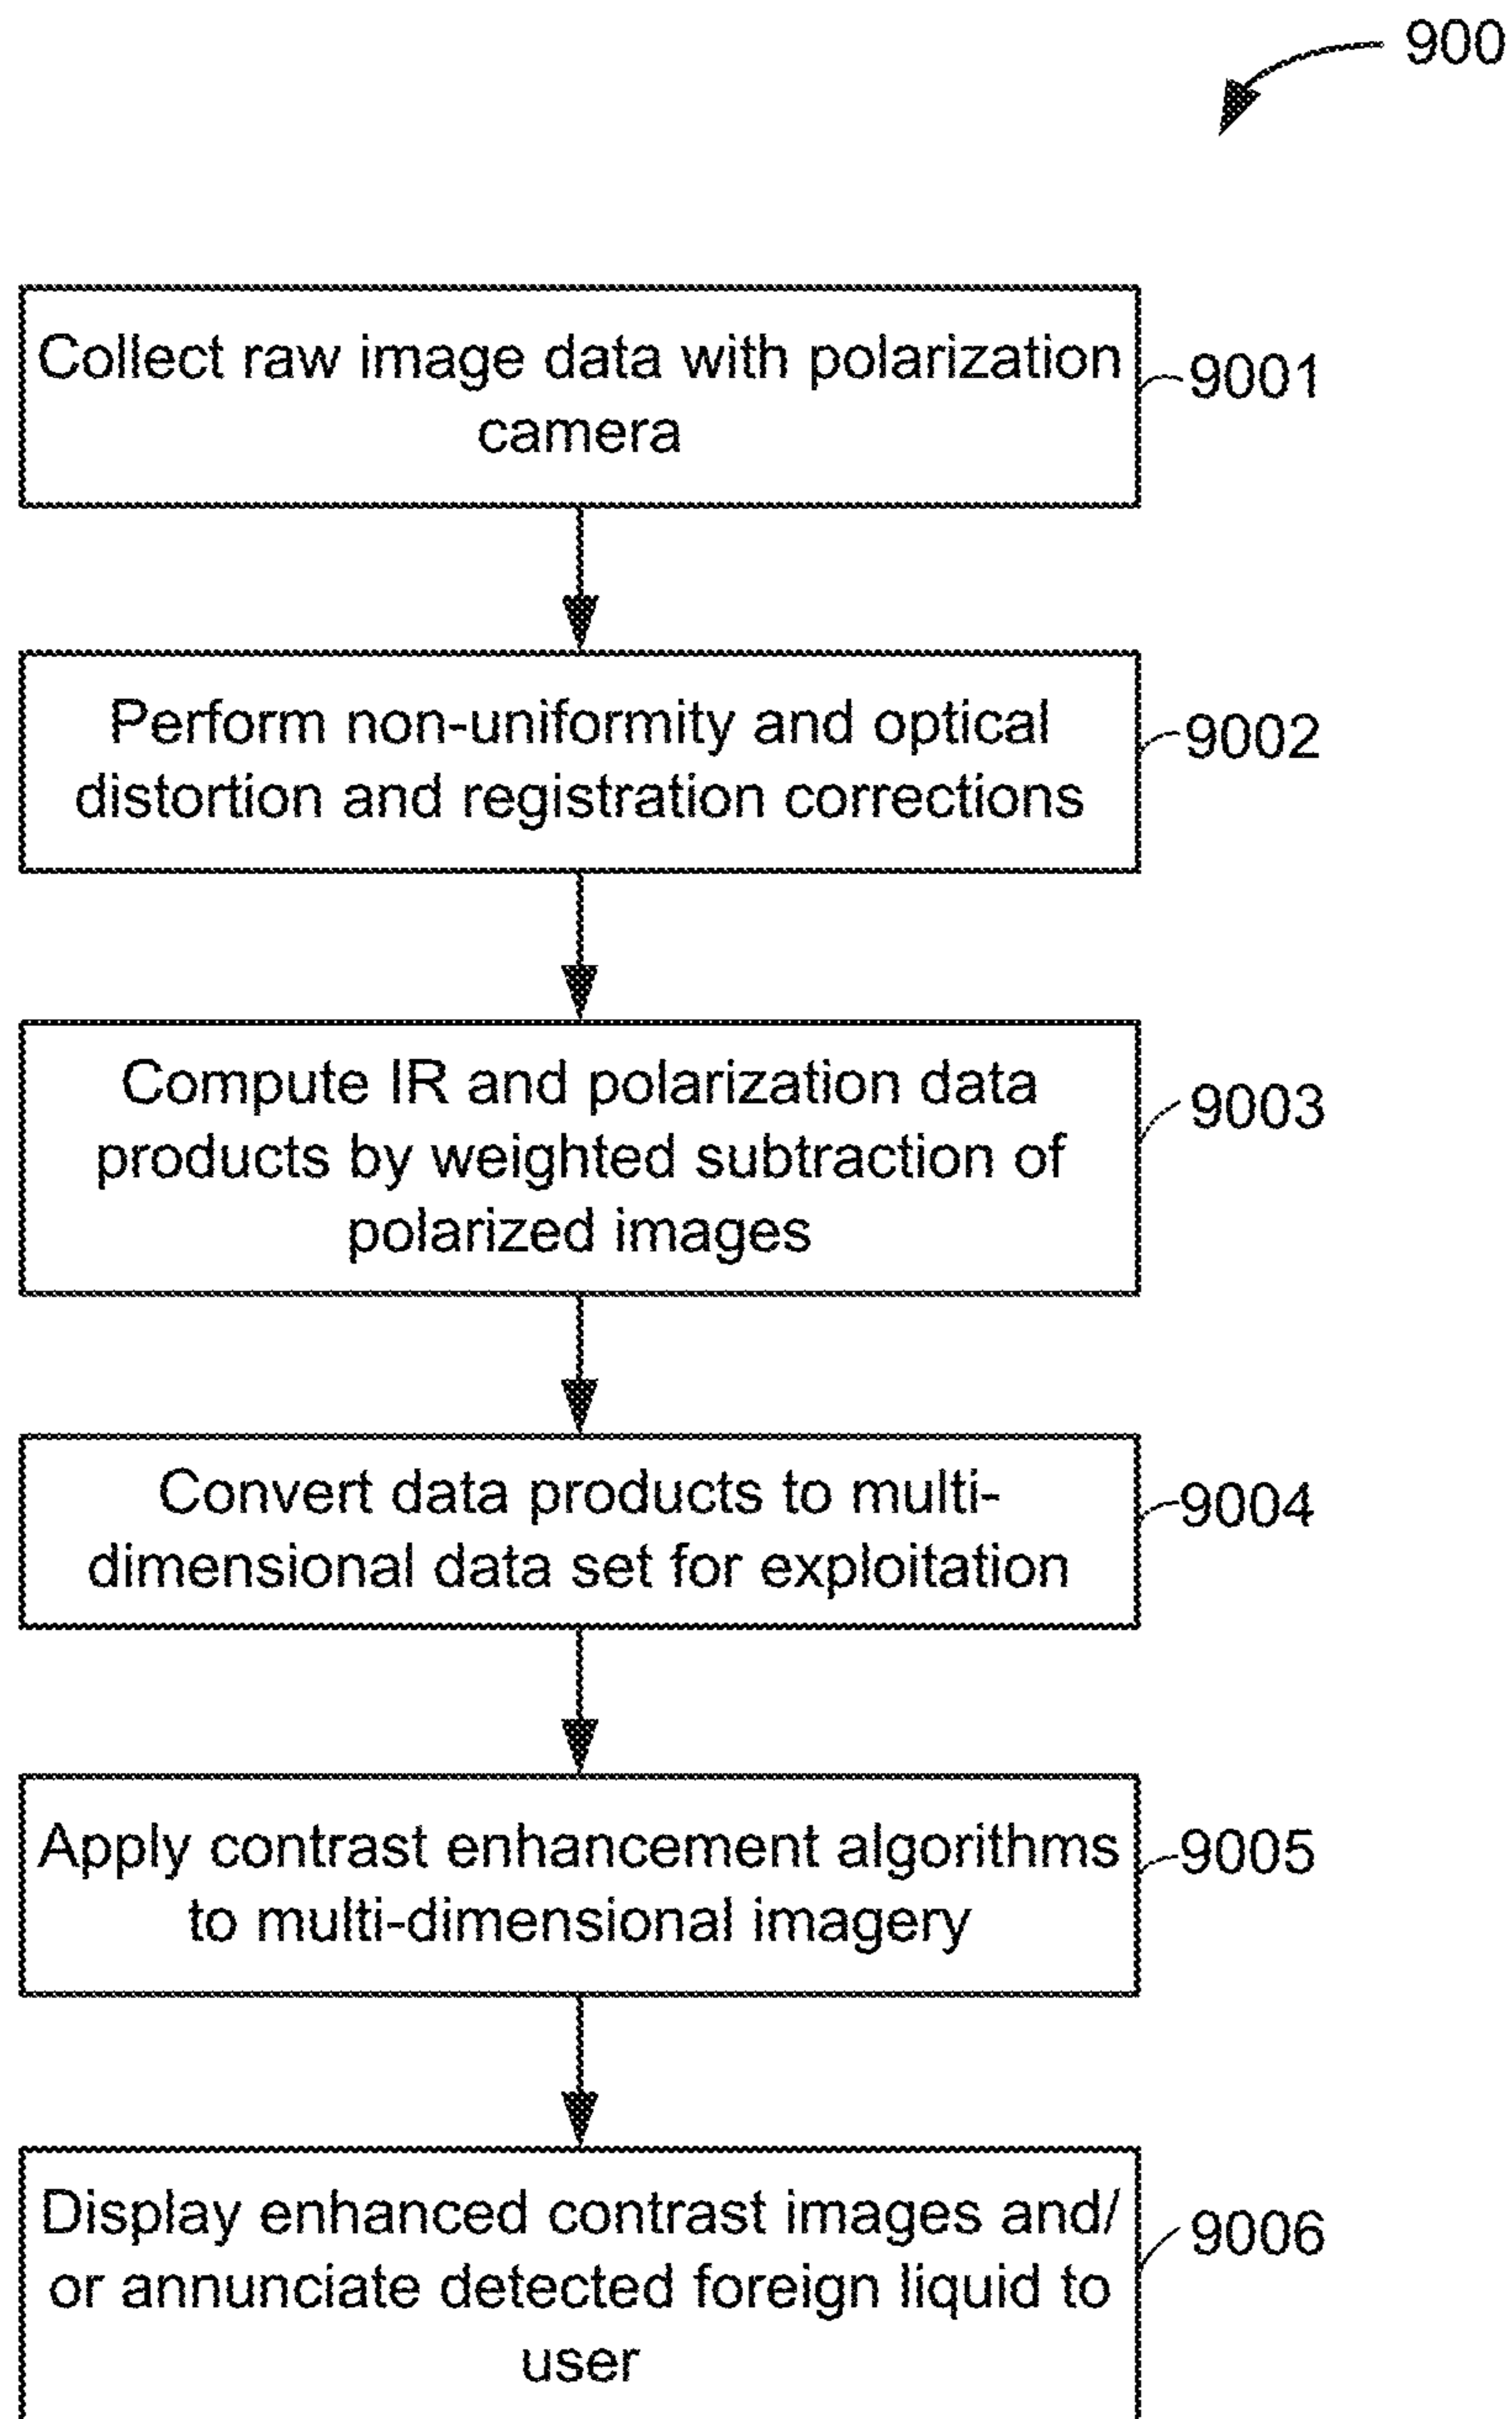 900
Collect raw image data with polarization
camera
9001
Perform non-uniformity and optical
distortion and registration corrections
9002
Compute IR and polarization data
products by weighted subtraction of
polarized images
9003
Convert data products to multi-
dimensional data set for exploitation
9004
Apply contrast enhancement algorithms
to multi-dimensional imagery
9005
Display enhanced contrast images and/
or annunciate detected foreign liquid to
user
9006